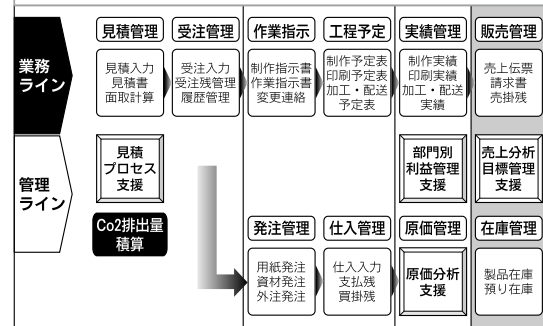 見積管理
受注管理
作業指示
工程予定
実績管理
販売管理
業務
ライン
見積入力
見積書
面取計算
受注入力
受注残管理
履歴管理
制作指示書
作業指示書
変更連絡
制作予定表
印刷予定表
加工・配送
予定表
制作実績
印刷実績
加工・配送
実績
売上伝票
請求書
売掛残
管理
ライン
見積
プロセス
支援
部門別
利益管理
支援
売上分析
目標管理
支援
Co2排出量
積算
発注管理
仕入管理
原価管理
在庫管理
用紙発注
資材発注
外注発注
仕入入力
支払残
買掛残
原価分析
支援
製品在庫
預り在庫